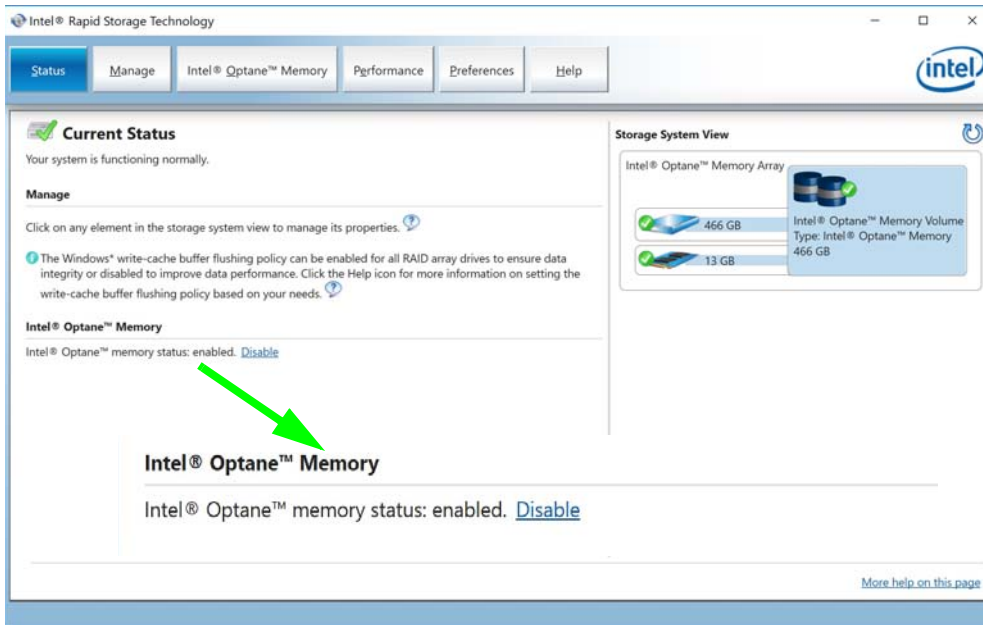 Intel® Rapid Storage Technology
Status
Manage
Intel® Optane™ Memory
Performance
Preferences
Help
intel
Current Status
Your system is functioning normally.
Manage
Click on any element in the storage system view to manage its properties.
The Windows* write-cache buffer flushing policy can be enabled for all RAID array drives to ensure data
integrity or disabled to improve data performance. Click the Help icon for more information on setting the
write-cache buffer flushing policy based on your needs.
Intel® Optane™ Memory
Intel® Optane™ memory status: enabled. Disable
Storage System View
Intel® Optane™ Memory Array
466 GB
13 GB
Intel® Optane™ Memory Volume
Type: Intel® Optane™ Memory
466 GB
Intel® Optane™ Memory
Intel® Optane™ memory status: enabled. Disable
More help on this page